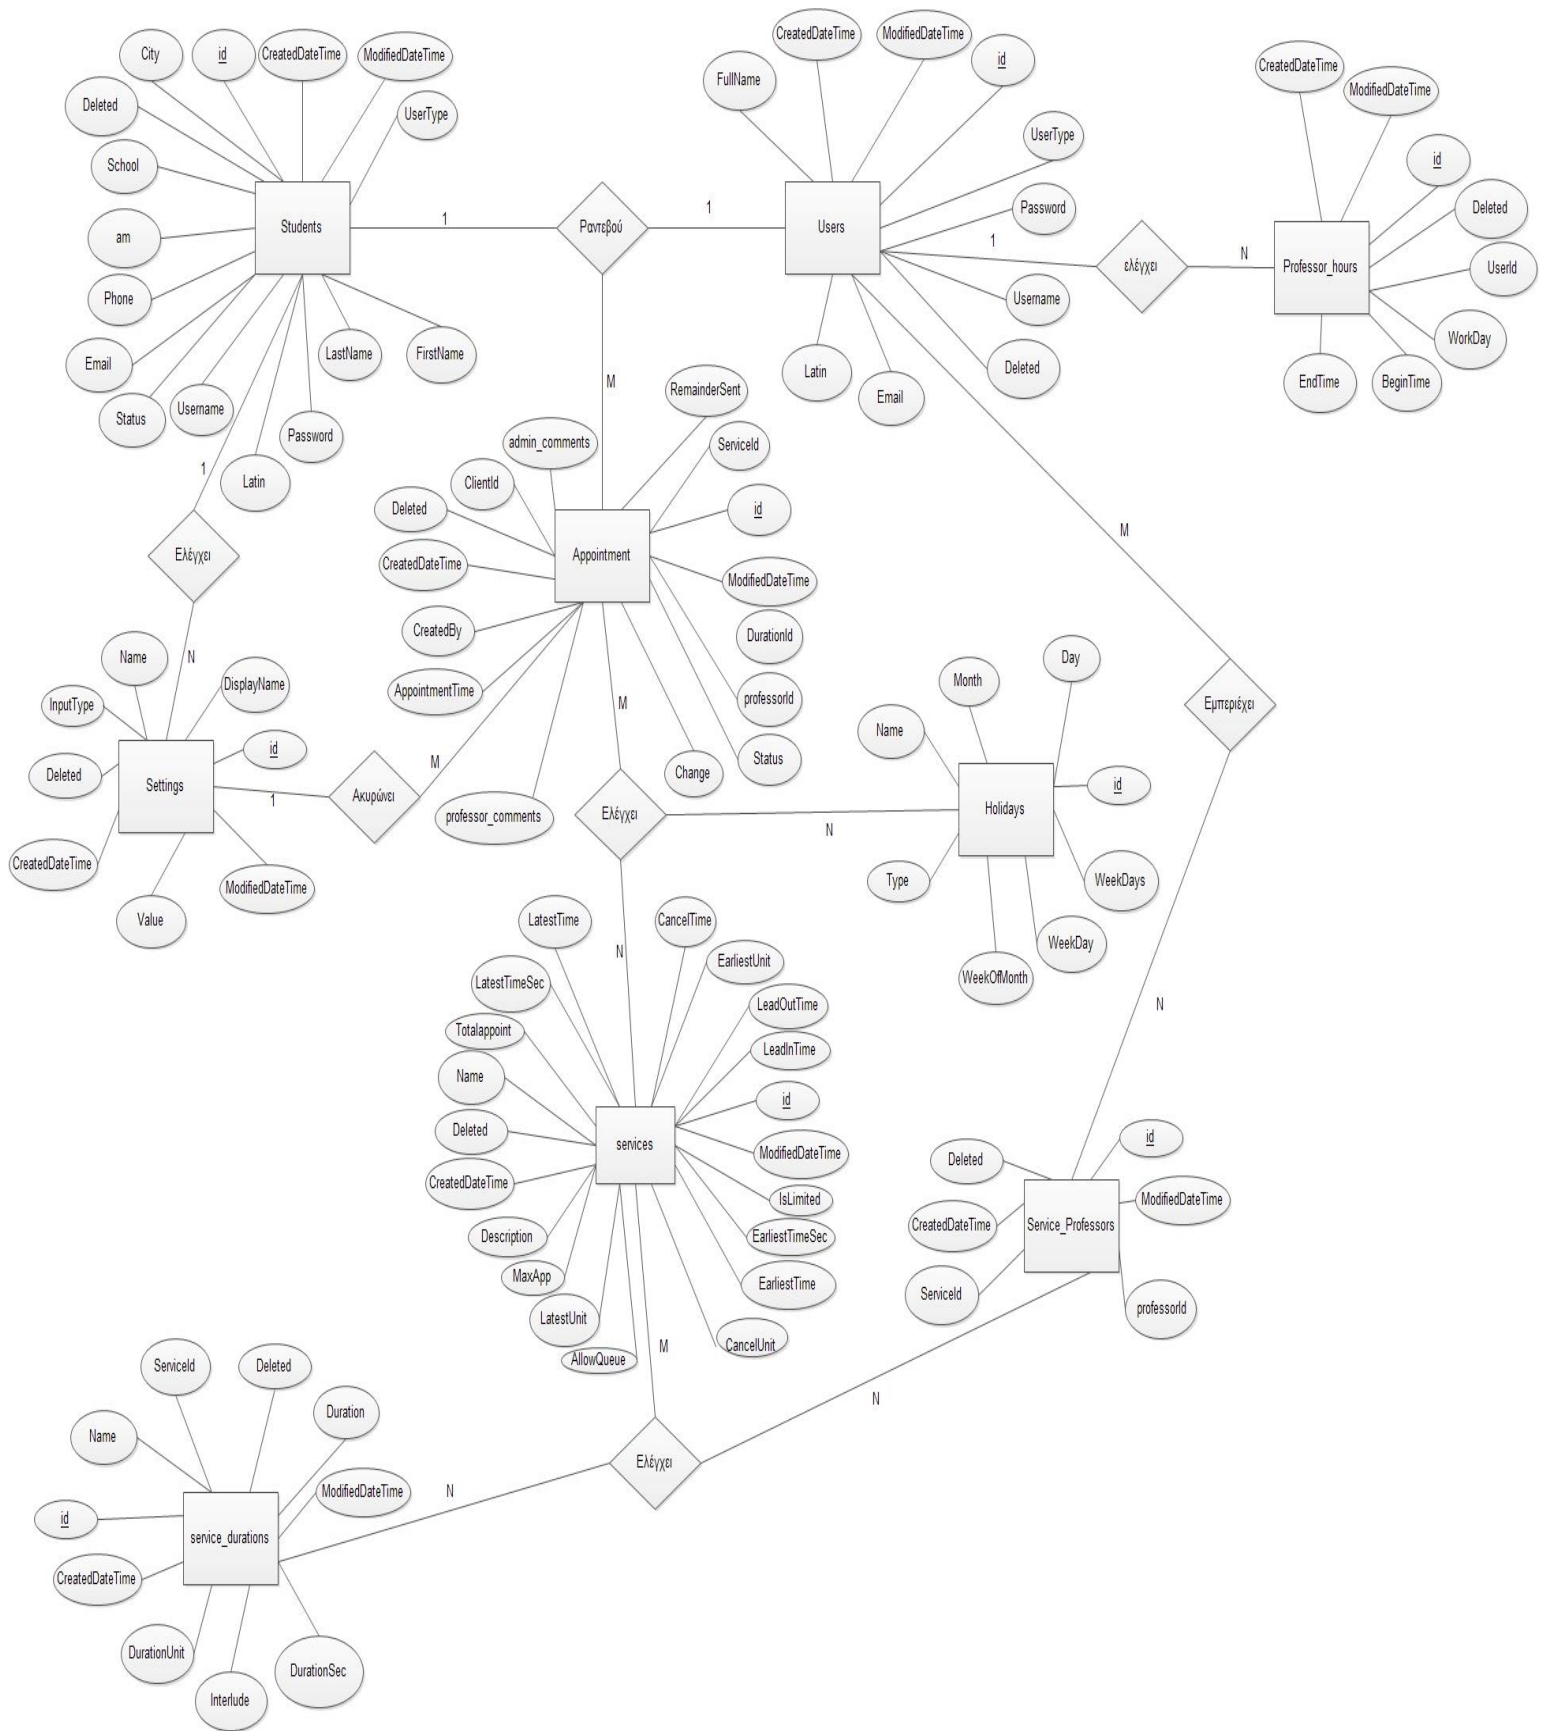 City
id
CreatedDateTime
ModifiedDateTime
Deleted
UserType
School
am
Phone
Email
Status
Username
Latin
Password
LastName
FirstName
Students
1
Ραντεβού
1
M
FullName
CreatedDateTime
ModifiedDateTime
id
UserType
Password
Username
Deleted
Email
Latin
Users
1
ελέγχει
N
CreatedDateTime
ModifiedDateTime
id
Deleted
UserId
WorkDay
BeginTime
EndTime
Professor_hours
1
Ελέγχει
N
admin_comments
RemainderSent
ServiceId
ClientId
id
Deleted
CreatedDateTime
ModifiedDateTime
CreatedBy
DurationId
AppointmentTime
professorId
Status
Change
professor_comments
Appointment
M
Εμπεριέχει
N
Name
DisplayName
InputType
id
Deleted
CreatedDateTime
Value
ModifiedDateTime
Settings
1
Ακυρώνει
M
M
Ελέγχει
N
N
Day
Month
Name
id
Type
WeekDays
WeekDay
WeekOfMonth
Holidays
LatestTime
CancelTime
EarliestUnit
LatestTimeSec
LeadOutTime
Totalappoint
LeadInTime
Name
id
Deleted
ModifiedDateTime
CreatedDateTime
IsLimited
Description
EarliestTimeSec
MaxApp
EarliestTime
LatestUnit
CancelUnit
AllowQueue
services
M
Deleted
id
CreatedDateTime
ModifiedDateTime
ServiceId
professorId
Service_Professors
N
Ελέγχει
N
ServiceId
Deleted
Name
Duration
id
ModifiedDateTime
CreatedDateTime
DurationUnit
Interlude
DurationSec
service_durations